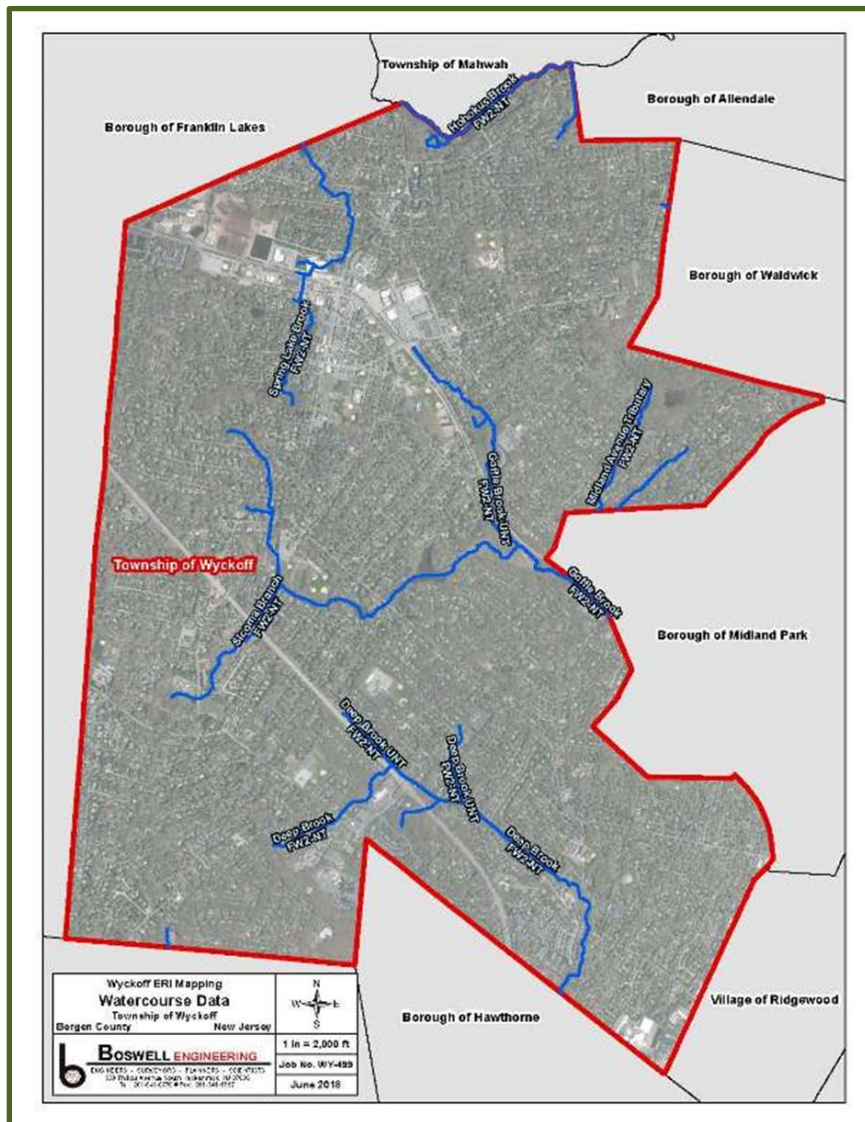 Township of Mahwah
Borough of Allendale
Borough of Franklin Lakes
Hohokus Brook
FW2-NT
Borough of Waldwick
Spring Lake Brook
FW2-NT
Midland Avenue Tributary
FW2-NT
Goffle Brook UNT
FW2-NT
Township of Wyckoff
Goffle Brook
FW2-NT
Sicoma Branch
FW2-NT
Borough of Midland Park
Deep Brook UNT
FW2-NT
Deep Brook UNT
FW2-NT
Deep Brook
FW2-NT
Deep Brook
FW2-NT
Village of Ridgewood
Borough of Hawthorne
Wyckoff ERI Mapping
Watercourse Data
Township of Wyckoff
Bergen County New Jersey
N
W E
S
1 in = 2,000 ft
Job No. WY-499
June 2018
b
BOSWELL ENGINEERING
ENGINEERS • SURVEYORS • PLANNERS • SCIENTISTS